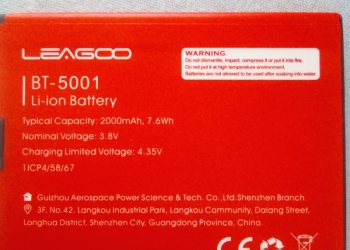 LEAGOO
BT-5001
Li-ion Battery
WARNING:
Do not dismantle, impact, compress it or put it into fire.
Do not put it at high temperature environment.
Batteries are not allowed to be used after soaking into water.
Typical Capacity: 2000mAh, 7.6Wh
Nominal Voltage: 3.8V
Charging Limited Voltage: 4.35V
1ICP4/58/67
Guizhou Aerospace Power Science & Tech. Co., Ltd·Shenzhen Branch.
3F, No.42, Langkou Industrial Park, Langkou Community, Dalang Street,
Longhua District, Shenzhen City, Guangdong Province, China.
CE